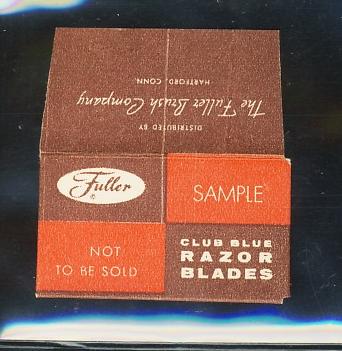 DISTRIBUTED BY
The Fuller Brush Company
HARTFORD, CONN.
Fuller
©
SAMPLE
NOT
TO BE SOLD
CLUB BLUE
RAZOR
BLADES